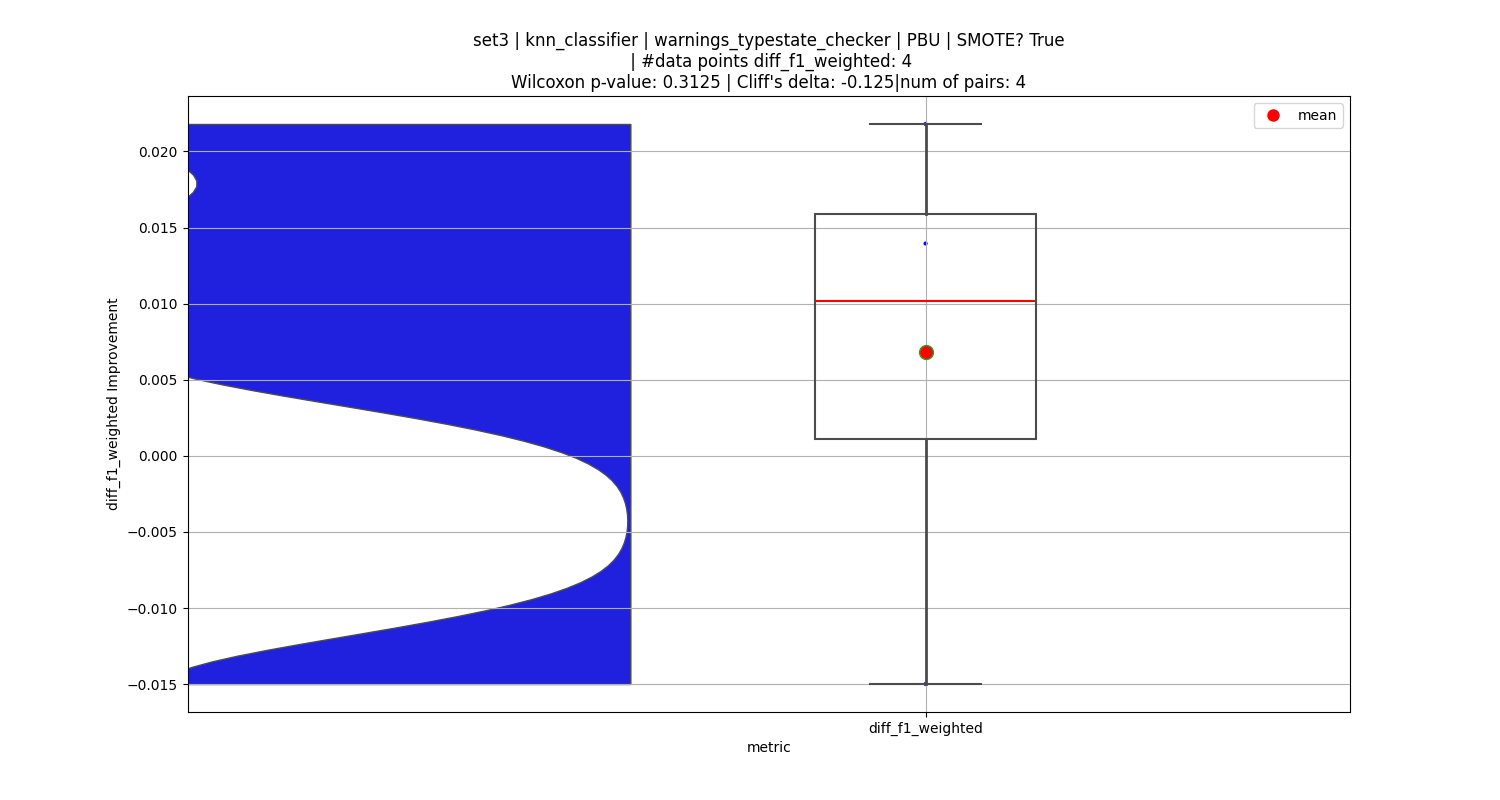 set3 | knn_classifier | warnings_typestate_checker | PBU | SMOTE? True
| #data points diff_f1_weighted: 4
Wilcoxon p-value: 0.3125 | Cliff's delta: -0.125|num of pairs: 4
mean
0.020
0.015
0.010
0.005
0.000
−0.005
−0.010
−0.015
diff_f1_weighted Improvement
diff_f1_weighted
metric